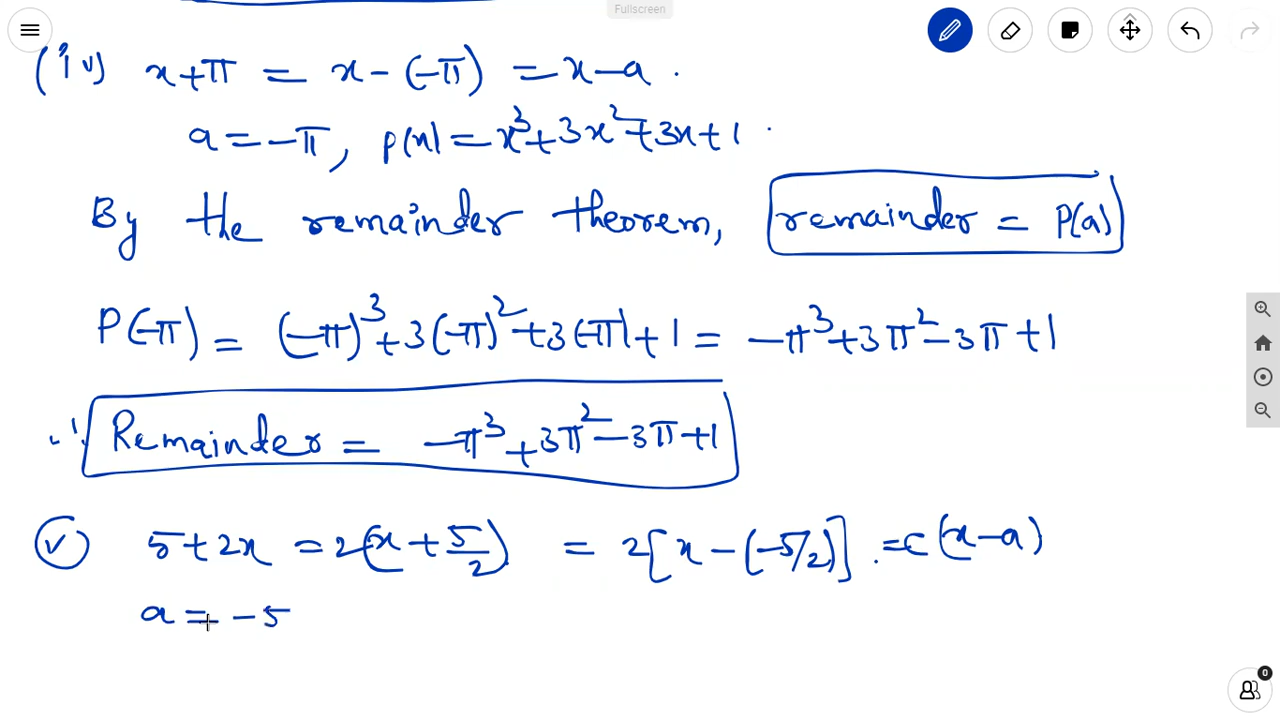 Fullscreen
(iv) x+π = x-(-π) = x-a.
a = -π, p(x) = x³+3x²+3x+1.
By the remainder theorem, remainder = P(a)
P(-π) = (-π)³+3(-π)²+3(-π)+1 = -π³+3π²-3π+1
∴ Remainder = -π³+3π²-3π+1
(v) 5+2x = 2(x+5/2) = 2[x-(-5/2)]. = c(x-a)
a = -5
0